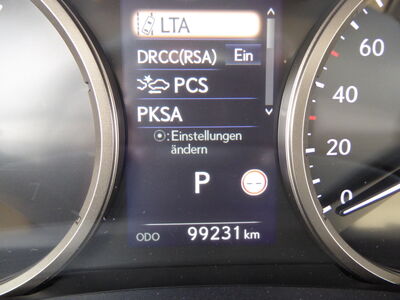 LTA
DRCC(RSA) Ein
PCS
PKSA
:Einstellungen
ändern
P
--
ODO 99231 km
60
40
20
0